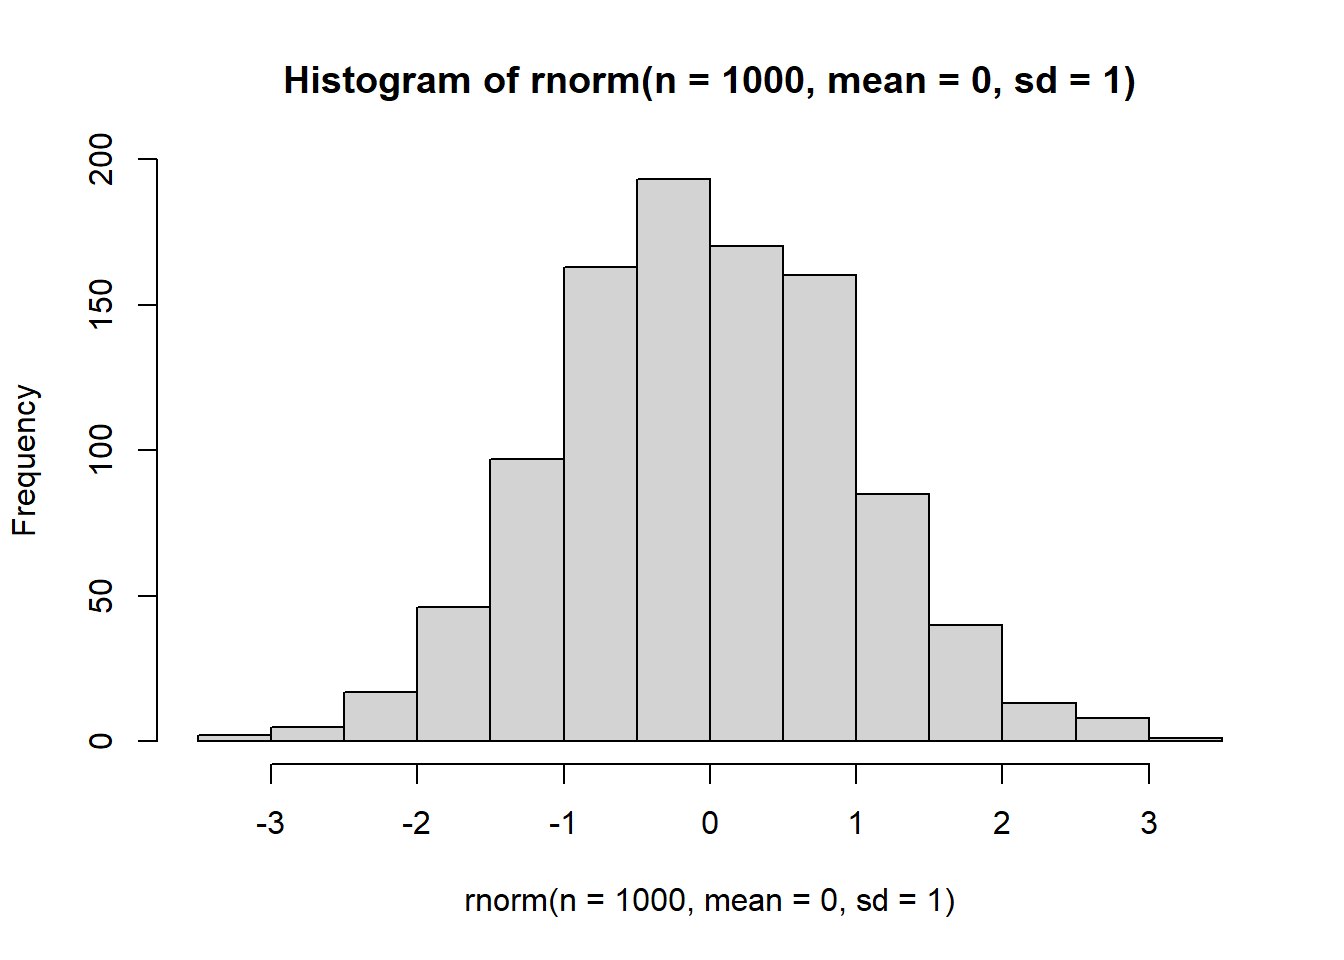 Histogram of rnorm(n = 1000, mean = 0, sd = 1)
200
150
100
50
0
Frequency
-3 -2 -1 0 1 2 3
rnorm(n = 1000, mean = 0, sd = 1)